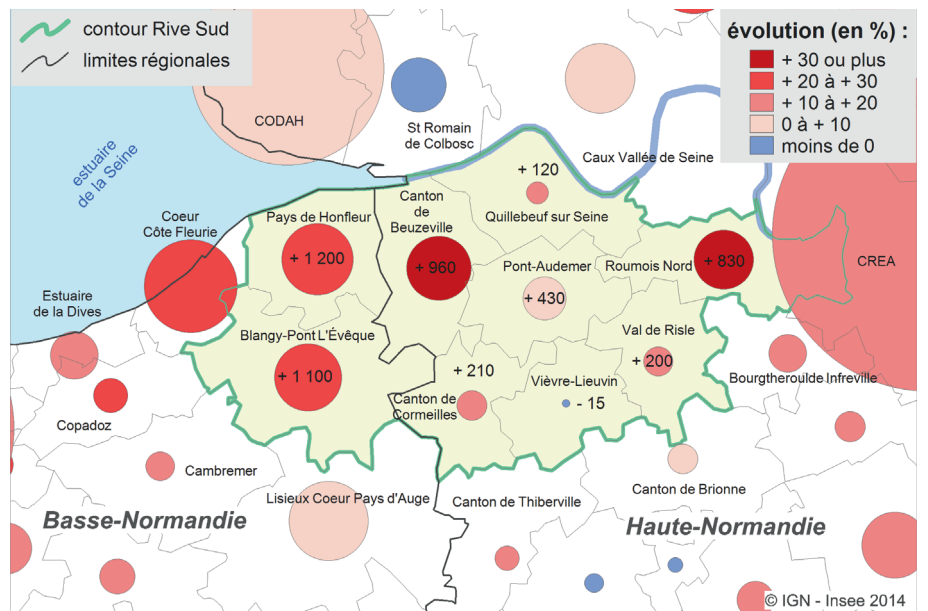 contour Rive Sud
limites régionales
évolution (en %) :
+ 30 ou plus
+ 20 à + 30
+ 10 à + 20
0 à + 10
moins de 0
CODAH
St Romain
de Colbosc
estuaire
de la Seine
Caux Vallée de Seine
+ 120
Quillebeuf sur Seine
Canton
de
Beuzeville
+ 960
Coeur
Côte Fleurie
Pays de Honfleur
+ 1 200
Pont-Audemer
+ 430
Roumois Nord
+ 830
CREA
Estuaire
de la Dives
Blangy-Pont L'Évêque
+ 1 100
Val de Risle
+ 200
+ 210
Canton de
Cormeilles
Vièvre-Lieuvin
- 15
Bourgtheroulde Infreville
Copadoz
Cambremer
Lisieux Coeur Pays d'Auge
Canton de Thiberville
Canton de Brionne
Basse-Normandie
Haute-Normandie
© IGN - Insee 2014